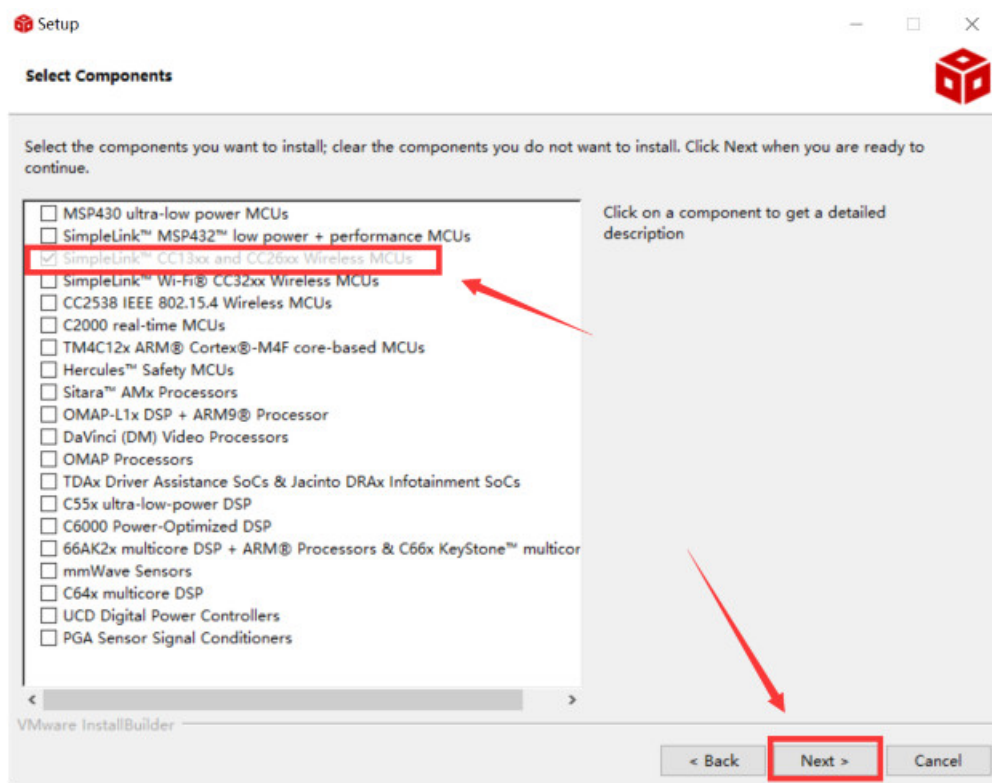 Setup
Select Components
Select the components you want to install; clear the components you do not want to install. Click Next when you are ready to
continue.
MSP430 ultra-low power MCUs
SimpleLink™ MSP432™ low power + performance MCUs
SimpleLink™ CC13xx and CC26xx Wireless MCUs
SimpleLink™ Wi-Fi® CC32xx Wireless MCUs
CC2538 IEEE 802.15.4 Wireless MCUs
C2000 real-time MCUs
TM4C12x ARM® Cortex®-M4F core-based MCUs
Hercules™ Safety MCUs
Sitara™ AMx Processors
OMAP-L1x DSP + ARM9® Processor
DaVinci (DM) Video Processors
OMAP Processors
TDAx Driver Assistance SoCs & Jacinto DRAx Infotainment SoCs
C55x ultra-low-power DSP
C6000 Power-Optimized DSP
66AK2x multicore DSP + ARM® Processors & C66x KeyStone™ multicor
mmWave Sensors
C64x multicore DSP
UCD Digital Power Controllers
PGA Sensor Signal Conditioners
Click on a component to get a detailed
description
VMware InstallBuilder
< Back
Next >
Cancel